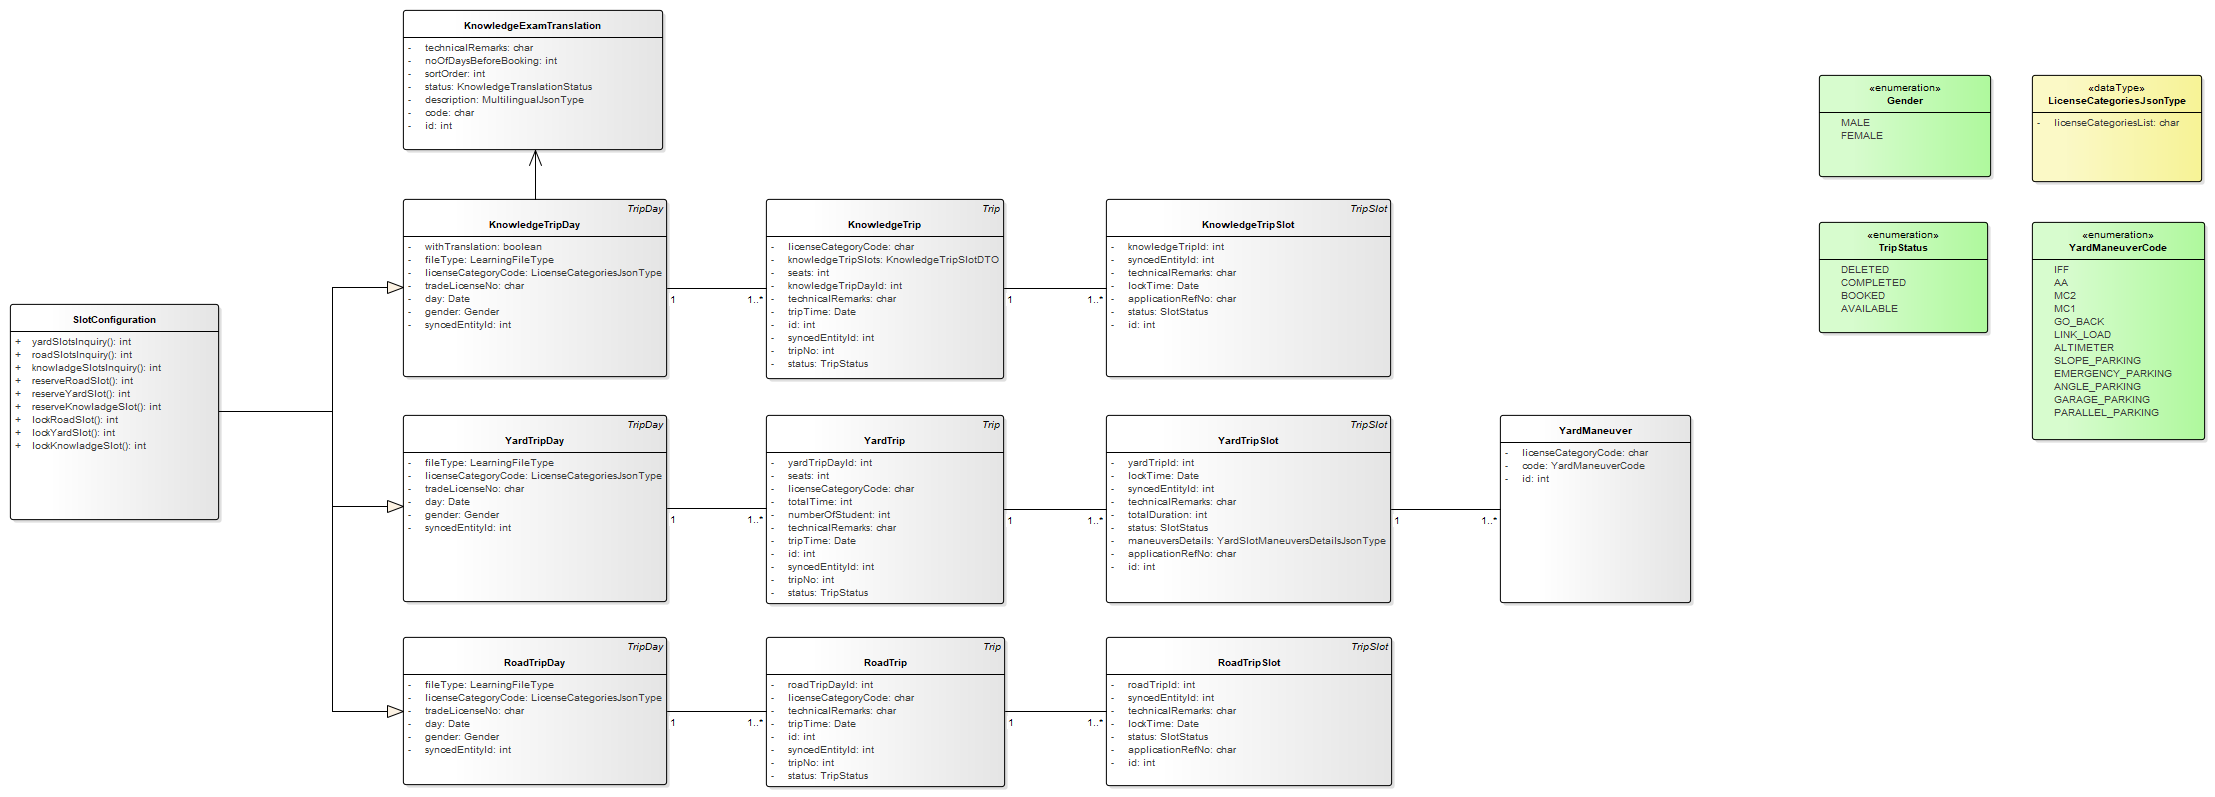 KnowledgeExamTranslation
- technicalRemarks: char
- noOfDaysBeforeBooking: int
- sortOrder: int
- status: KnowledgeTranslationStatus
- description: MultilingualJsonType
- code: char
- id: int
«enumeration»
Gender
MALE
FEMALE
«dataType»
LicenseCategoriesJsonType
- licenseCategoriesList: char
TripDay
KnowledgeTripDay
- withTranslation: boolean
- fileType: LearningFileType
- licenseCategoryCode: LicenseCategoriesJsonType
- tradeLicenseNo: char
- day: Date
- gender: Gender
- syncedEntityId: int
1
1..*
Trip
KnowledgeTrip
- licenseCategoryCode: char
- knowledgeTripSlots: KnowledgeTripSlotDTO
- seats: int
- knowledgeTripDayId: int
- technicalRemarks: char
- tripTime: Date
- id: int
- syncedEntityId: int
- tripNo: int
- status: TripStatus
1
1..*
TripSlot
KnowledgeTripSlot
- knowledgeTripId: int
- syncedEntityId: int
- technicalRemarks: char
- lockTime: Date
- applicationRefNo: char
- status: SlotStatus
- id: int
«enumeration»
TripStatus
DELETED
COMPLETED
BOOKED
AVAILABLE
«enumeration»
YardManeuverCode
IFF
AA
MC2
MC1
GO_BACK
LINK_LOAD
ALTIMETER
SLOPE_PARKING
EMERGENCY_PARKING
ANGLE_PARKING
GARAGE_PARKING
PARALLEL_PARKING
SlotConfiguration
+ yardSlotsInquiry(): int
+ roadSlotsInquiry(): int
+ knowladgeSlotsInquiry(): int
+ reserveRoadSlot(): int
+ reserveYardSlot(): int
+ reserveKnowladgeSlot(): int
+ lockRoadSlot(): int
+ lockYardSlot(): int
+ lockKnowladgeSlot(): int
TripDay
YardTripDay
- fileType: LearningFileType
- licenseCategoryCode: LicenseCategoriesJsonType
- tradeLicenseNo: char
- day: Date
- gender: Gender
- syncedEntityId: int
1
1..*
Trip
YardTrip
- yardTripDayId: int
- seats: int
- licenseCategoryCode: char
- totalTime: int
- numberOfStudent: int
- technicalRemarks: char
- tripTime: Date
- id: int
- syncedEntityId: int
- tripNo: int
- status: TripStatus
1
1..*
TripSlot
YardTripSlot
- yardTripId: int
- lockTime: Date
- syncedEntityId: int
- technicalRemarks: char
- totalDuration: int
- status: SlotStatus
- maneuversDetails: YardSlotManeuversDetailsJsonType
- applicationRefNo: char
- id: int
1
1..*
YardManeuver
- licenseCategoryCode: char
- code: YardManeuverCode
- id: int
TripDay
RoadTripDay
- fileType: LearningFileType
- licenseCategoryCode: LicenseCategoriesJsonType
- tradeLicenseNo: char
- day: Date
- gender: Gender
- syncedEntityId: int
1
1..*
Trip
RoadTrip
- roadTripDayId: int
- licenseCategoryCode: char
- technicalRemarks: char
- tripTime: Date
- id: int
- syncedEntityId: int
- tripNo: int
- status: TripStatus
1
1..*
TripSlot
RoadTripSlot
- roadTripId: int
- syncedEntityId: int
- technicalRemarks: char
- lockTime: Date
- status: SlotStatus
- applicationRefNo: char
- id: int